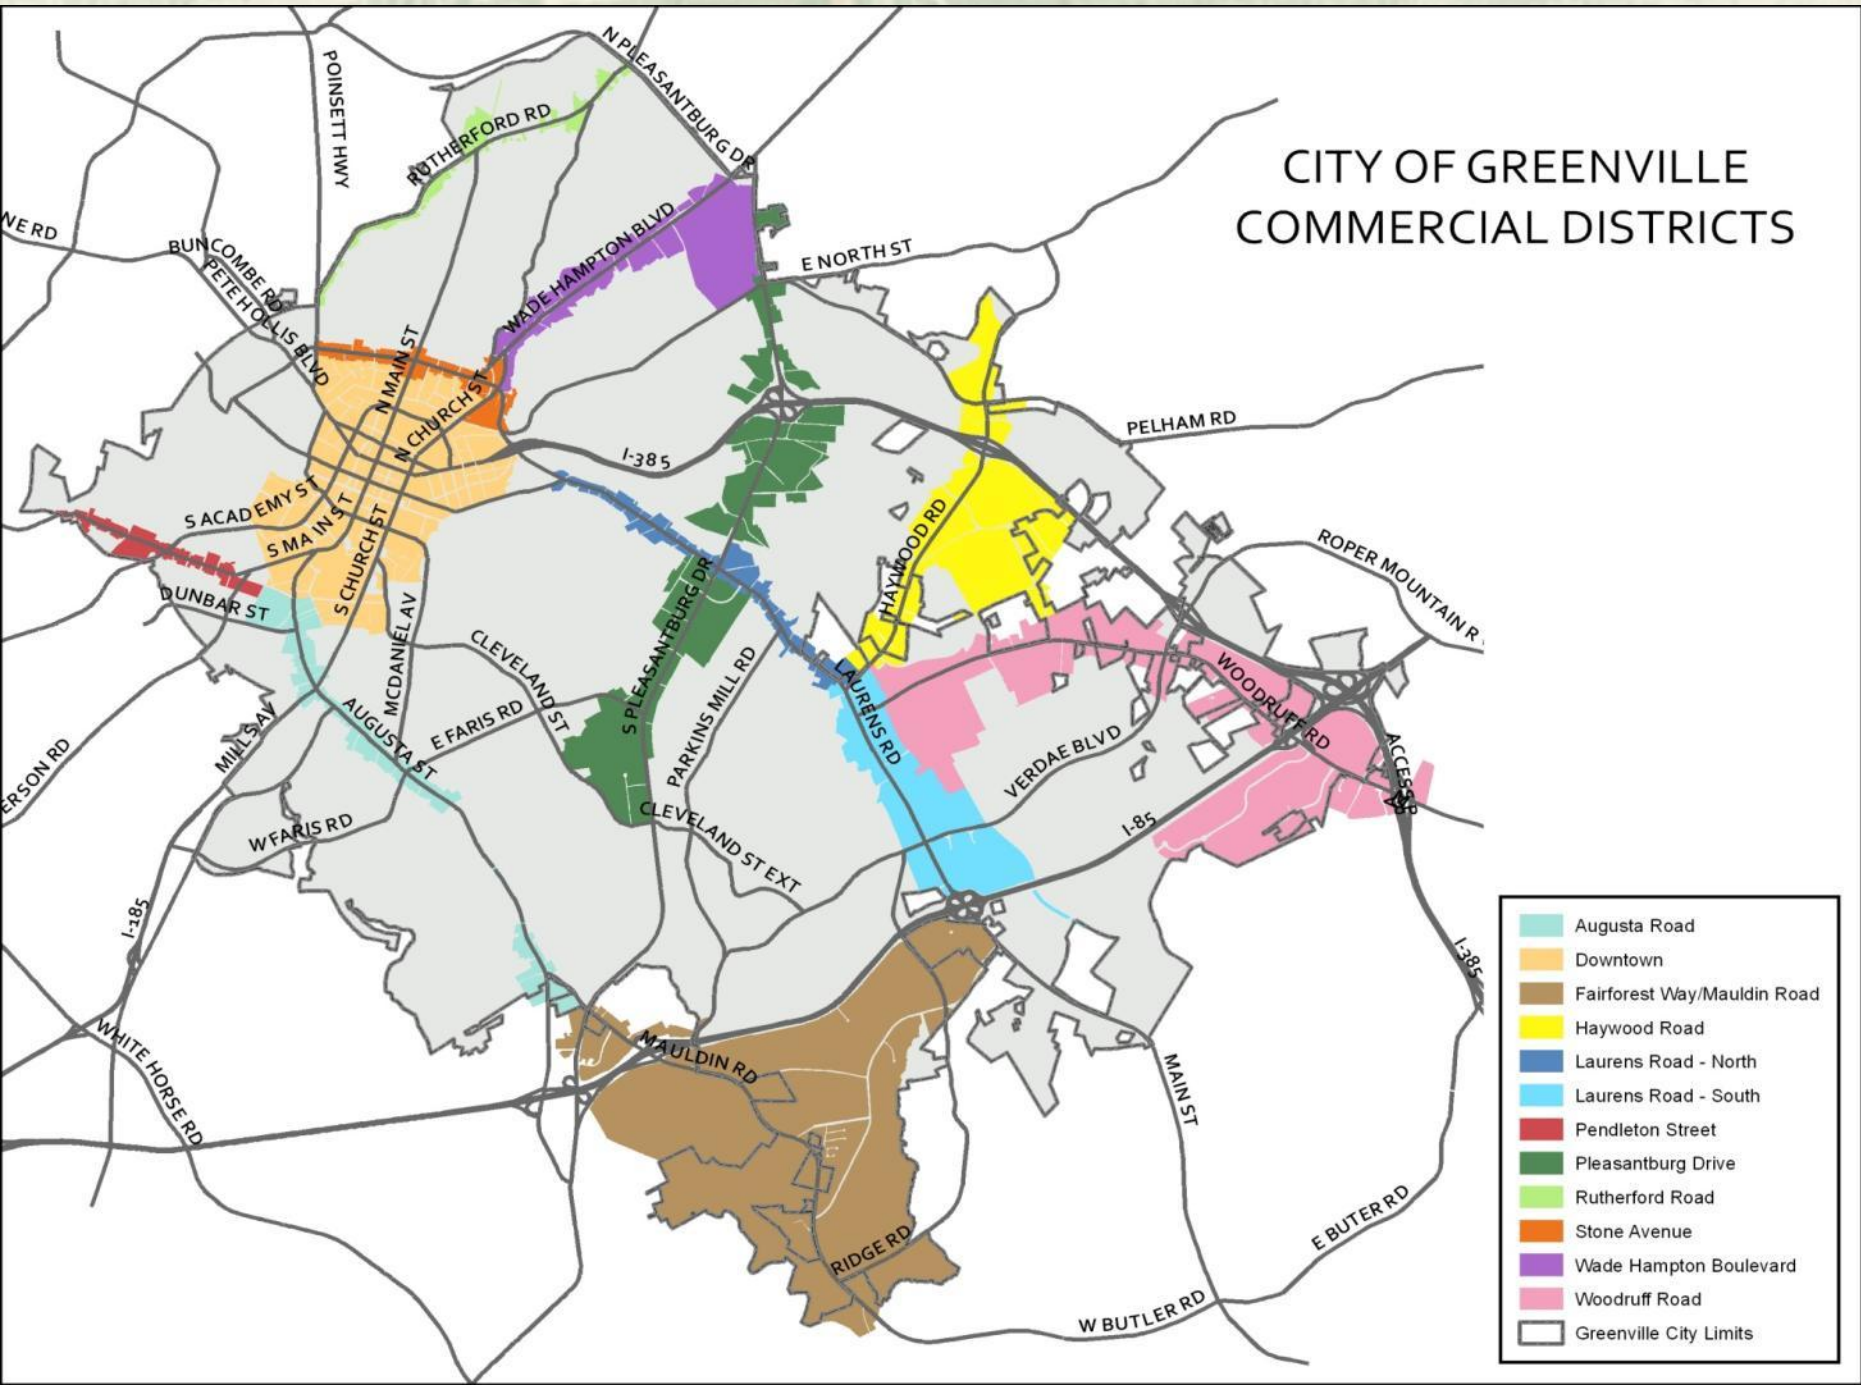 CITY OF GREENVILLE
COMMERCIAL DISTRICTS
N PLEASANTBURG DR
POINSETT HWY
RUTHERFORD RD
NE RD
BUNCOMBE RD
PETE HOLLIS BLVD
WADE HAMPTON BLVD
E NORTH ST
N MAIN ST
N CHURCH ST
PELHAM RD
I-385
S ACADEMY ST
S MAIN ST
S CHURCH ST
HAYWOOD RD
ROPER MOUNTAIN R
DUNBAR ST
MCDANIEL AV
CLEVELAND ST
S PLEASANTBURG DR
PARKINS MILL RD
LAURENS RD
WOODRUFF RD
MILLS AV
AUGUSTA ST
E FARIS RD
VERDAE BLVD
ACCESS P
ERSON RD
W FARIS RD
CLEVELAND ST EXT
I-85
I-185
I-385
WHITE HORSE RD
MAULDIN RD
MAIN ST
RIDGE RD
E BUTER RD
W BUTLER RD
Augusta Road
Downtown
Fairforest Way/Mauldin Road
Haywood Road
Laurens Road - North
Laurens Road - South
Pendleton Street
Pleasantburg Drive
Rutherford Road
Stone Avenue
Wade Hampton Boulevard
Woodruff Road
Greenville City Limits